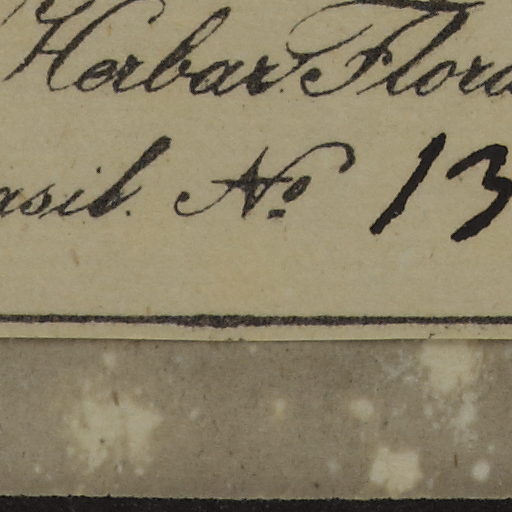 Herbar. Flora
asil. No. 13